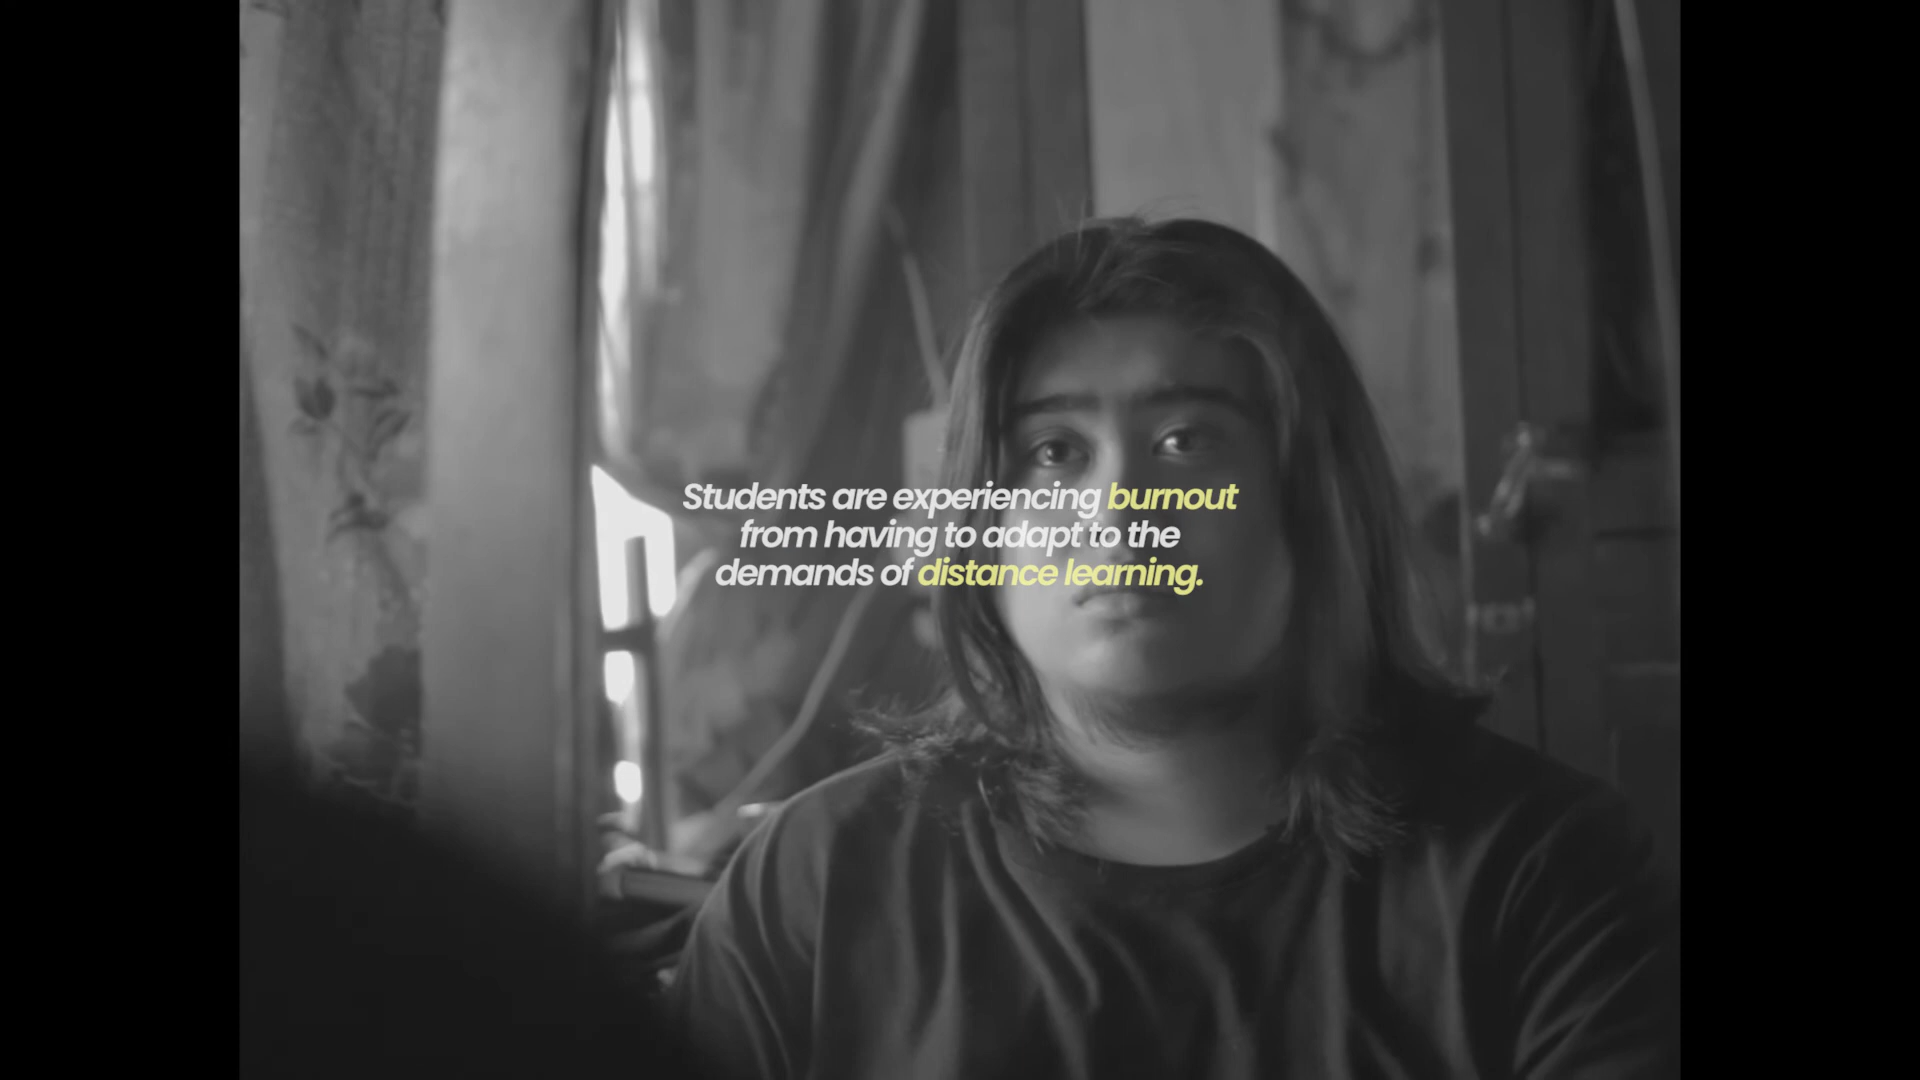 Students are experiencing burnout
from having to adapt to the
demands of distance learning.